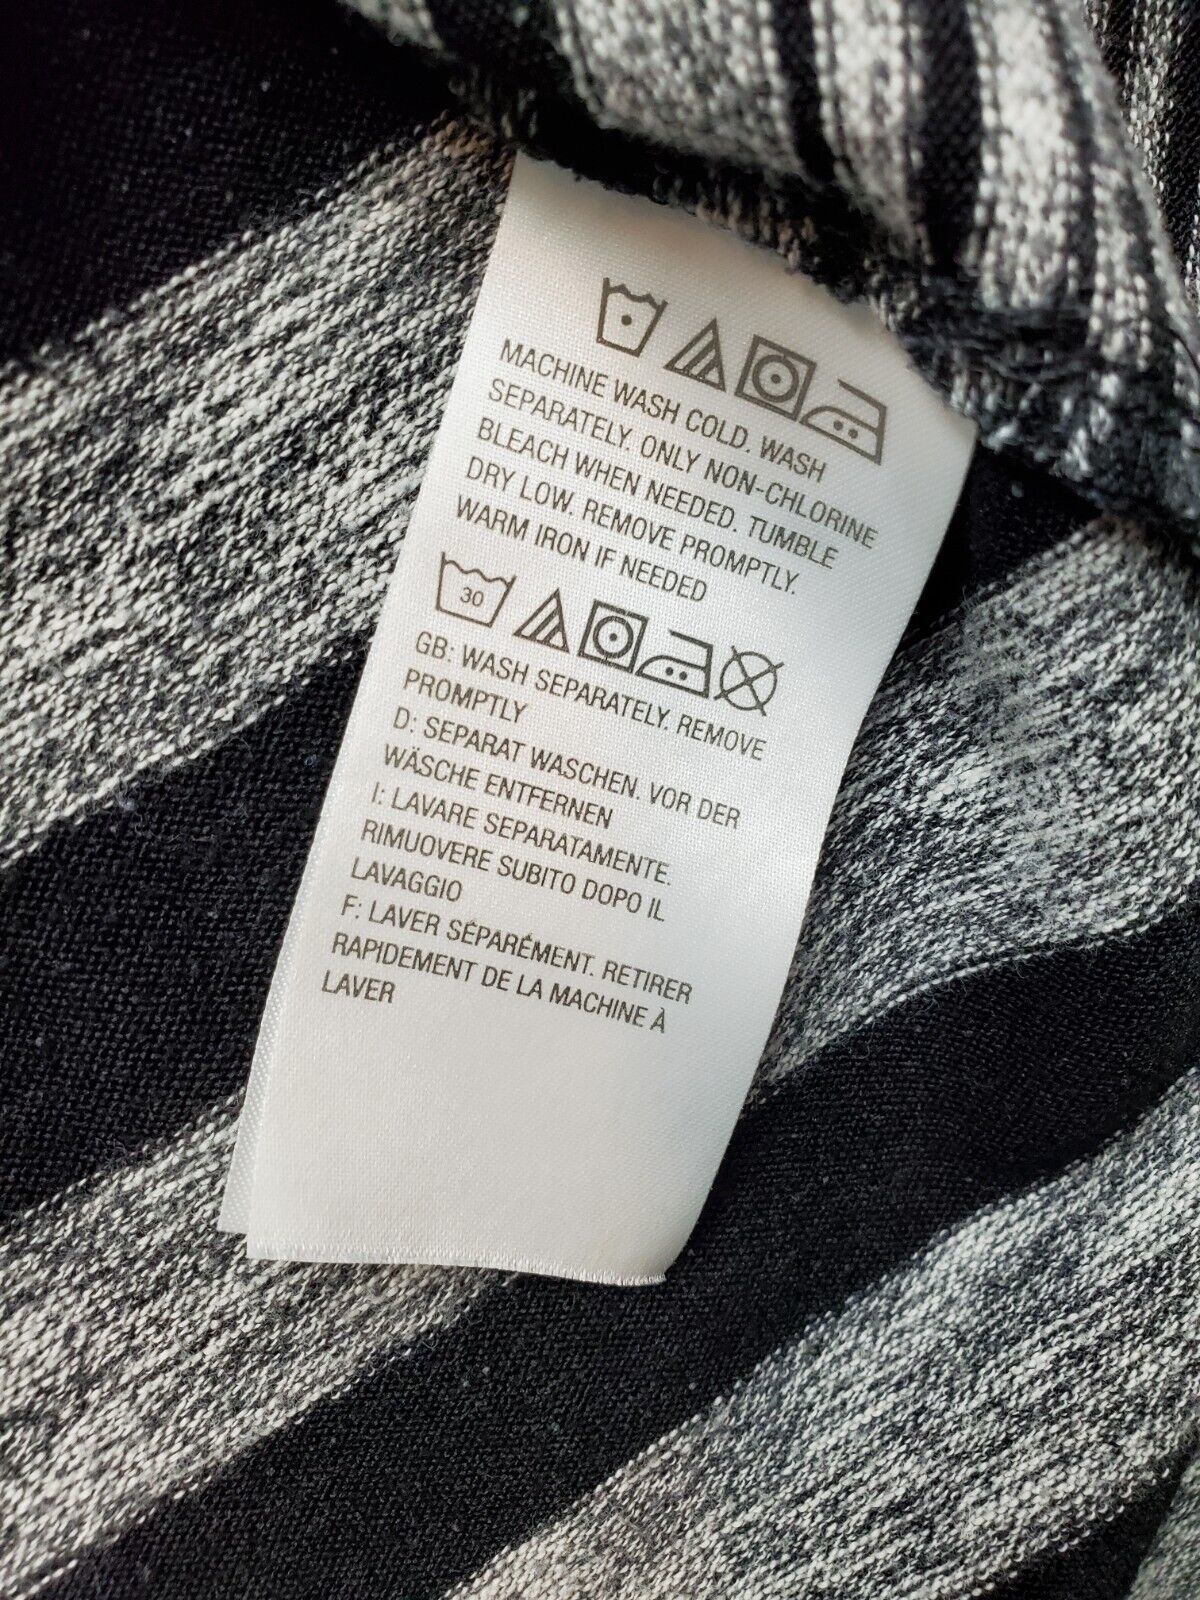 MACHINE WASH COLD. WASH
SEPARATELY. ONLY NON-CHLORINE
BLEACH WHEN NEEDED. TUMBLE
DRY LOW. REMOVE PROMPTLY.
WARM IRON IF NEEDED
30
GB: WASH SEPARATELY. REMOVE
PROMPTLY
D: SEPARAT WASCHEN. VOR DER
WÄSCHE ENTFERNEN
I: LAVARE SEPARATAMENTE.
RIMUOVERE SUBITO DOPO IL
LAVAGGIO
F: LAVER SÉPARÉMENT. RETIRER
RAPIDEMENT DE LA MACHINE À
LAVER